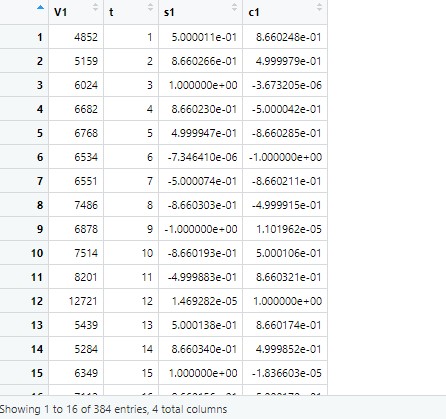 V1 t s1 c1
1 4852 1 5.000011e-01 8.660248e-01
2 5159 2 8.660266e-01 4.999979e-01
3 6024 3 1.000000e+00 -3.673205e-06
4 6682 4 8.660230e-01 -5.000042e-01
5 6768 5 4.999947e-01 -8.660285e-01
6 6534 6 -7.346410e-06 -1.000000e+00
7 6551 7 -5.000074e-01 -8.660211e-01
8 7486 8 -8.660303e-01 -4.999915e-01
9 6878 9 -1.000000e+00 1.101962e-05
10 7514 10 -8.660193e-01 5.000106e-01
11 8201 11 -4.999883e-01 8.660321e-01
12 12721 12 1.469282e-05 1.000000e+00
13 5439 13 5.000138e-01 8.660174e-01
14 5284 14 8.660340e-01 4.999852e-01
15 6349 15 1.000000e+00 -1.836603e-05
Showing 1 to 16 of 384 entries, 4 total columns